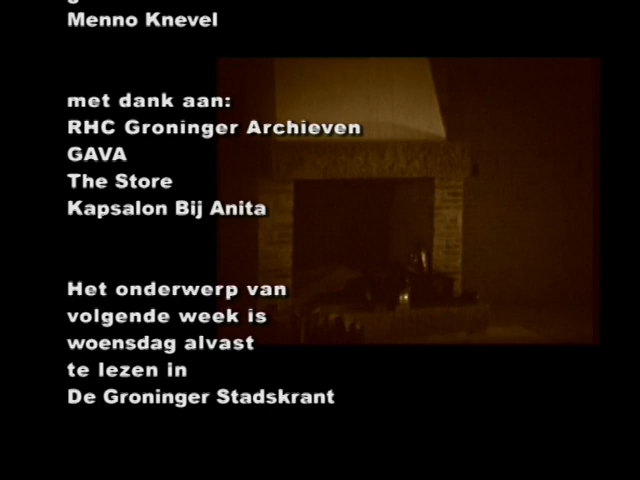 Menno Knevel
met dank aan:
RHC Groninger Archieven
GAVA
The Store
Kapsalon Bij Anita
Het onderwerp van
volgende week is
woensdag alvast
te lezen in
De Groninger Stadskrant